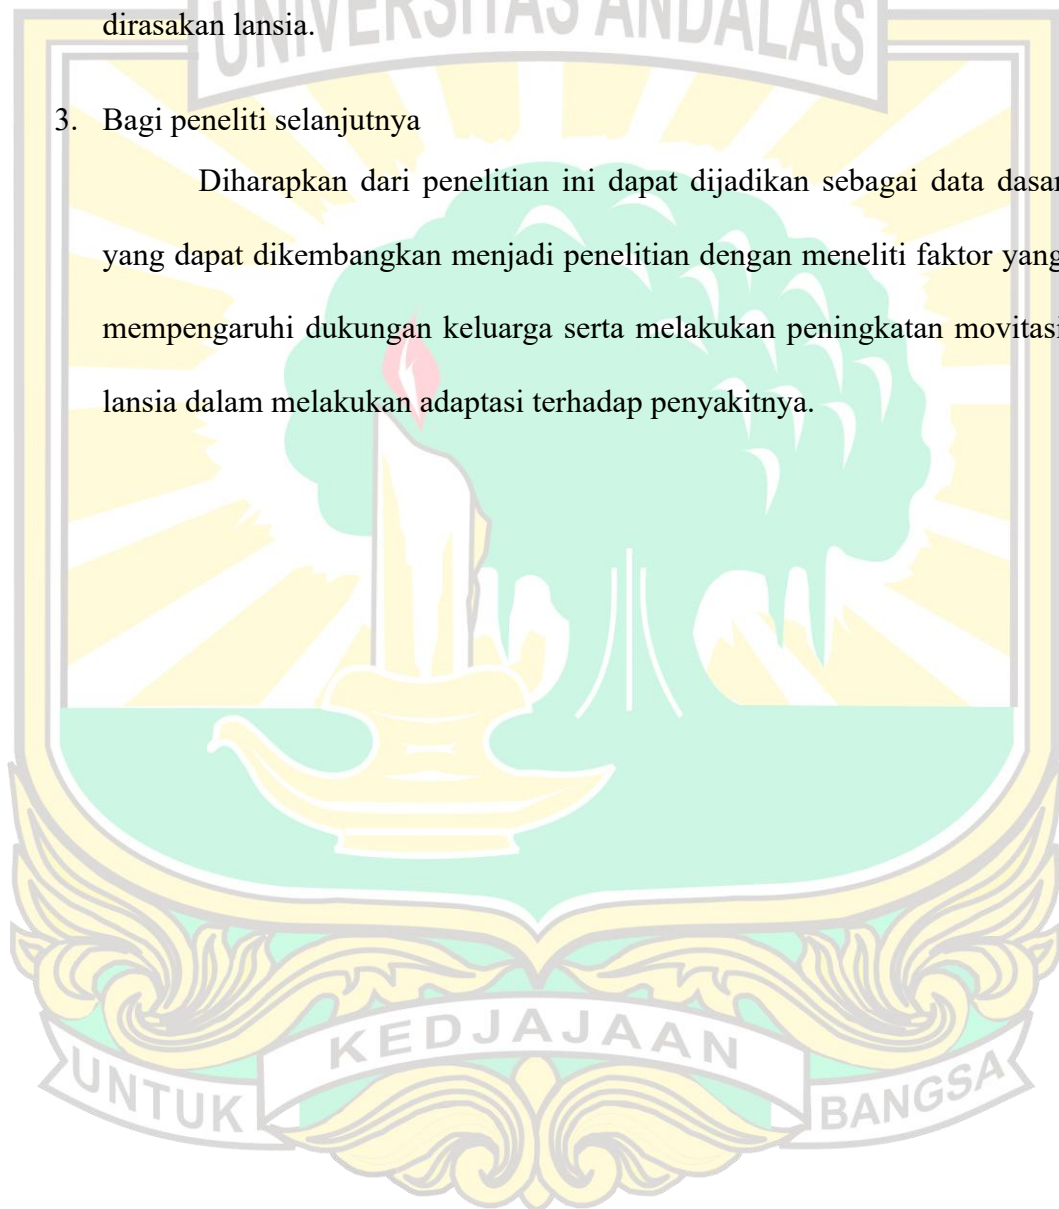 UNIVERSITAS ANDALAS
dirasakan lansia.
3. Bagi peneliti selanjutnya
Diharapkan dari penelitian ini dapat dijadikan sebagai data dasar
yang dapat dikembangkan menjadi penelitian dengan meneliti faktor yang
mempengaruhi dukungan keluarga serta melakukan peningkatan movitasi
lansia dalam melakukan adaptasi terhadap penyakitnya.
UNTUK KEDJAJAAN BANGSA